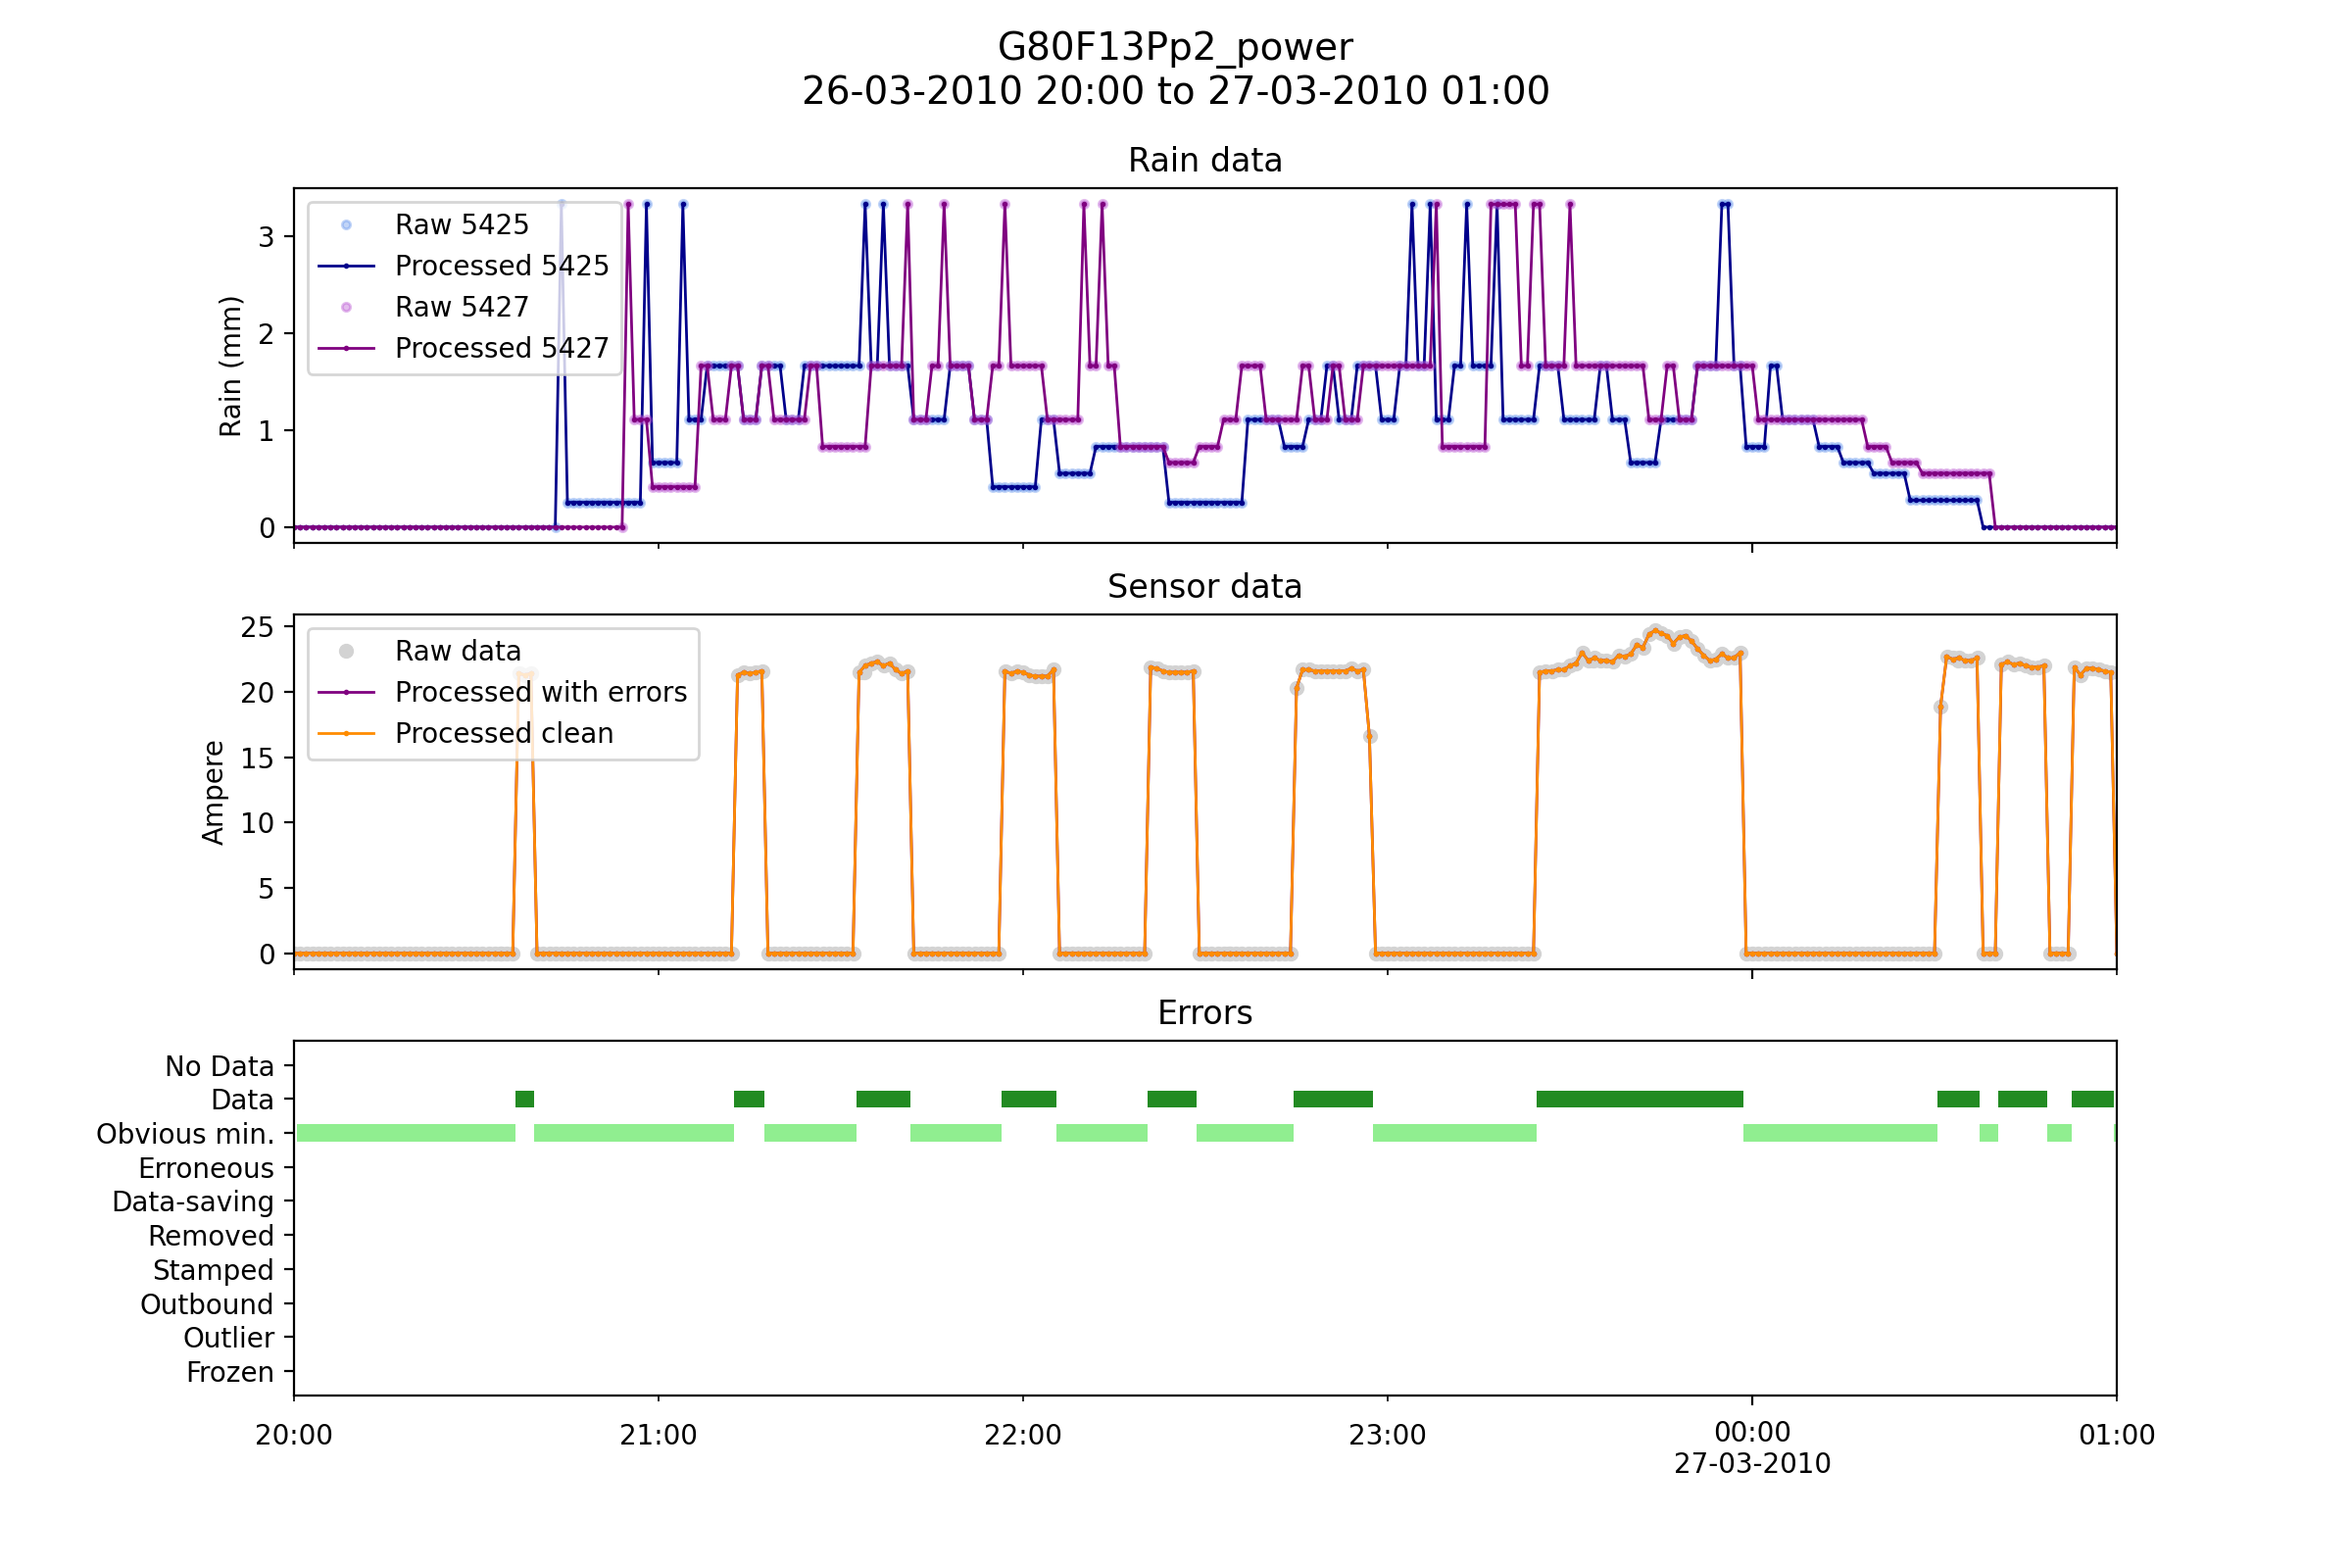 G80F13Pp2_power
26-03-2010 20:00 to 27-03-2010 01:00
Rain data
Rain (mm)
3
2
1
0
Raw 5425
Processed 5425
Raw 5427
Processed 5427
Sensor data
Ampere
25
20
15
10
5
0
Raw data
Processed with errors
Processed clean
Errors
No Data
Data
Obvious min.
Erroneous
Data-saving
Removed
Stamped
Outbound
Outlier
Frozen
20:00
21:00
22:00
23:00
00:00
27-03-2010
01:00